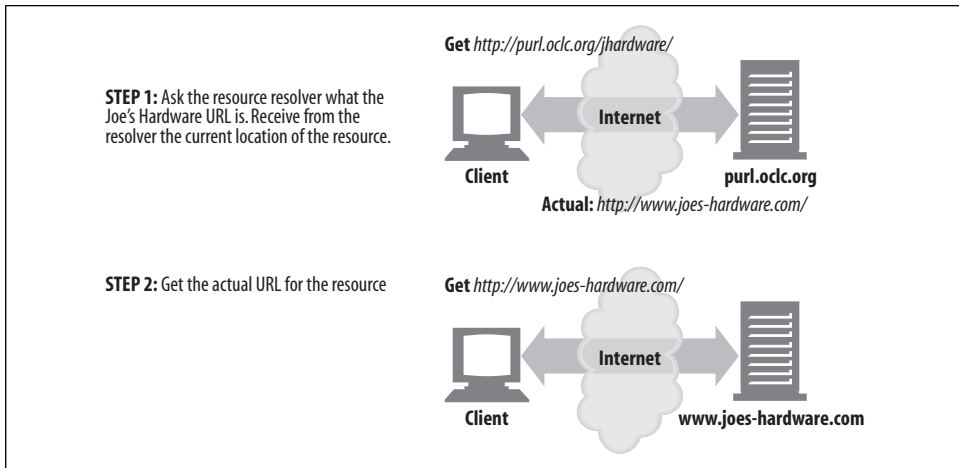 Get http://purl.oclc.org/jhardware/
STEP 1: Ask the resource resolver what the
Joe's Hardware URL is. Receive from the
resolver the current location of the resource.
Internet
Client
purl.oclc.org
Actual: http://www.joes-hardware.com/
STEP 2: Get the actual URL for the resource
Get http://www.joes-hardware.com/
Internet
Client
www.joes-hardware.com